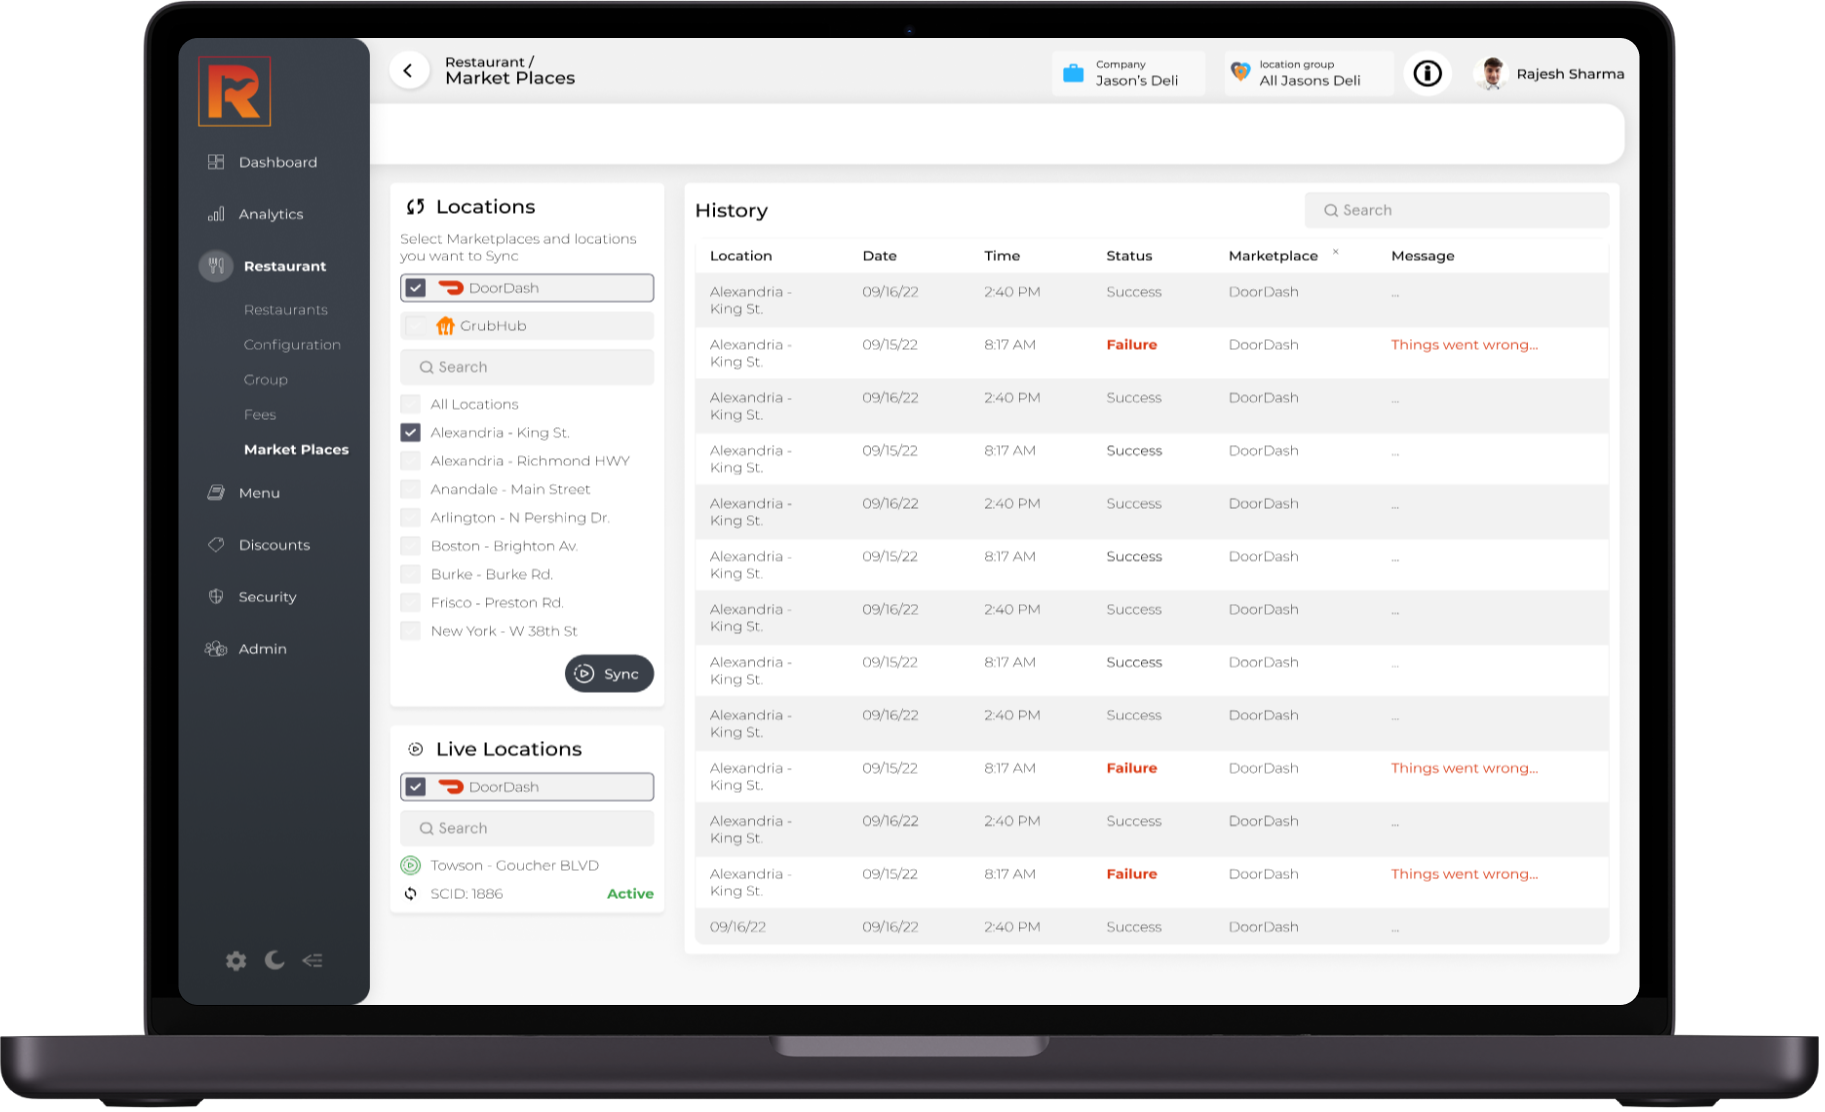 R
Dashboard
Analytics
Restaurant
Restaurants
Configuration
Group
Fees
Market Places
Menu
Discounts
Security
Admin
Restaurant /
Market Places
Company
Jason's Deli
location group
All Jasons Deli
Rajesh Sharma
Locations
Select Marketplaces and locations
you want to Sync
DoorDash
GrubHub
Search
All Locations
Alexandria - King St.
Alexandria - Richmond HWY
Anandale - Main Street
Arlington - N Pershing Dr.
Boston - Brighton Av.
Burke - Burke Rd.
Frisco - Preston Rd.
New York - W 38th St
Sync
Live Locations
DoorDash
Search
Towson - Goucher BLVD
SCID: 1886 Active
History
Search
Location Date Time Status Marketplace × Message
Alexandria - 09/16/22 2:40 PM Success DoorDash ...
King St.
Alexandria - 09/15/22 8:17 AM Failure DoorDash Things went wrong...
King St.
Alexandria - 09/16/22 2:40 PM Success DoorDash ...
King St.
Alexandria - 09/15/22 8:17 AM Success DoorDash ...
King St.
Alexandria - 09/16/22 2:40 PM Success DoorDash ...
King St.
Alexandria - 09/15/22 8:17 AM Success DoorDash ...
King St.
Alexandria - 09/16/22 2:40 PM Success DoorDash ...
King St.
Alexandria - 09/15/22 8:17 AM Success DoorDash ...
King St.
Alexandria - 09/16/22 2:40 PM Success DoorDash ...
King St.
Alexandria - 09/15/22 8:17 AM Failure DoorDash Things went wrong...
King St.
Alexandria - 09/16/22 2:40 PM Success DoorDash ...
King St.
Alexandria - 09/15/22 8:17 AM Failure DoorDash Things went wrong...
King St.
09/16/22 09/16/22 2:40 PM Success DoorDash ...